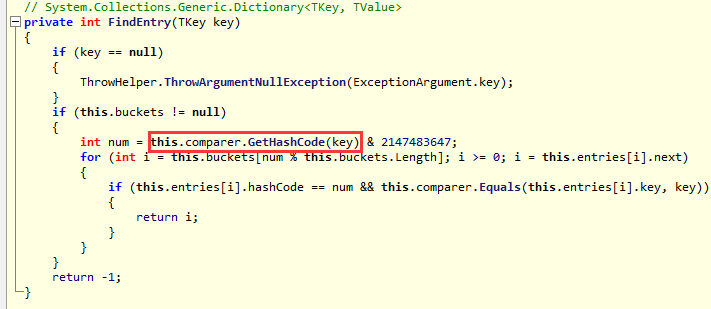 // System.Collections.Generic.Dictionary<TKey, TValue>
private int FindEntry(TKey key)
{
    if (key == null)
    {
        ThrowHelper.ThrowArgumentNullException(ExceptionArgument.key);
    }
    if (this.buckets != null)
    {
        int num = this.comparer.GetHashCode(key) & 2147483647;
        for (int i = this.buckets[num % this.buckets.Length]; i >= 0; i = this.entries[i].next)
        {
            if (this.entries[i].hashCode == num && this.comparer.Equals(this.entries[i].key, key))
            {
                return i;
            }
        }
    }
    return -1;
}